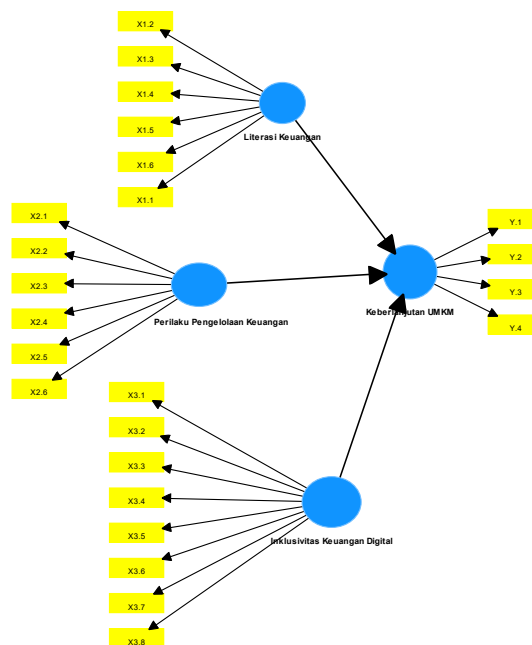 X1.2
X1.3
X1.4
X1.5
X1.6
X1.1
Literasi Keuangan
X2.1
X2.2
X2.3
X2.4
X2.5
X2.6
Perilaku Pengelolaan Keuangan
Y.1
Y.2
Y.3
Y.4
Keberlanjutan UMKM
X3.1
X3.2
X3.3
X3.4
X3.5
X3.6
X3.7
X3.8
Inklusivitas Keuangan Digital